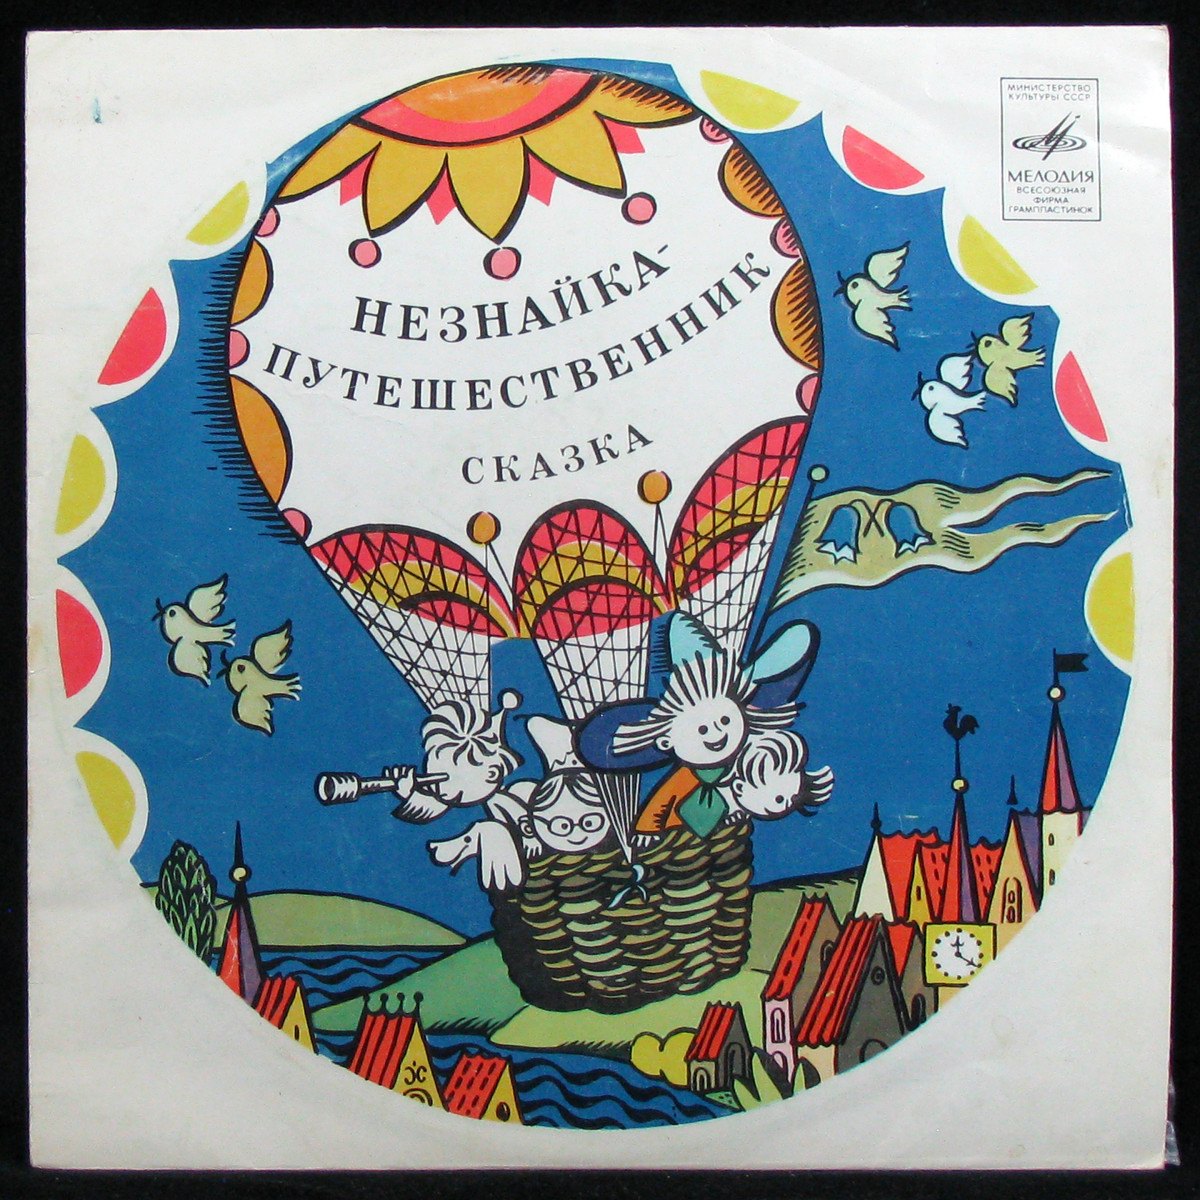 МИНИСТЕРСТВО
КУЛЬТУРЫ СССР
МЕЛОДИЯ
ВСЕСОЮЗНАЯ
ФИРМА
ГРАМПЛАСТИНОК
НЕЗНАЙКА-
ПУТЕШЕСТВЕННИК
СКАЗКА